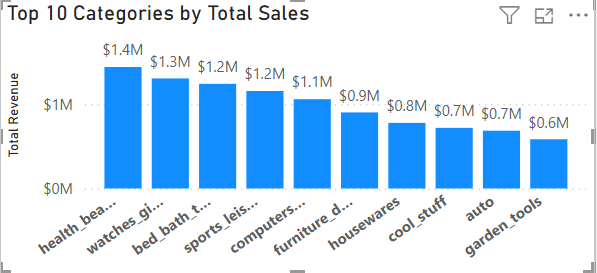 Top 10 Categories by Total Sales
Total Revenue
$1M
$0M
$1.4M
$1.3M
$1.2M
$1.2M
$1.1M
$0.9M
$0.8M
$0.7M
$0.7M
$0.6M
health_bea...
watches_gi...
bed_bath_t...
sports_leis...
computers...
furniture_d...
housewares
cool_stuff
auto
garden_tools